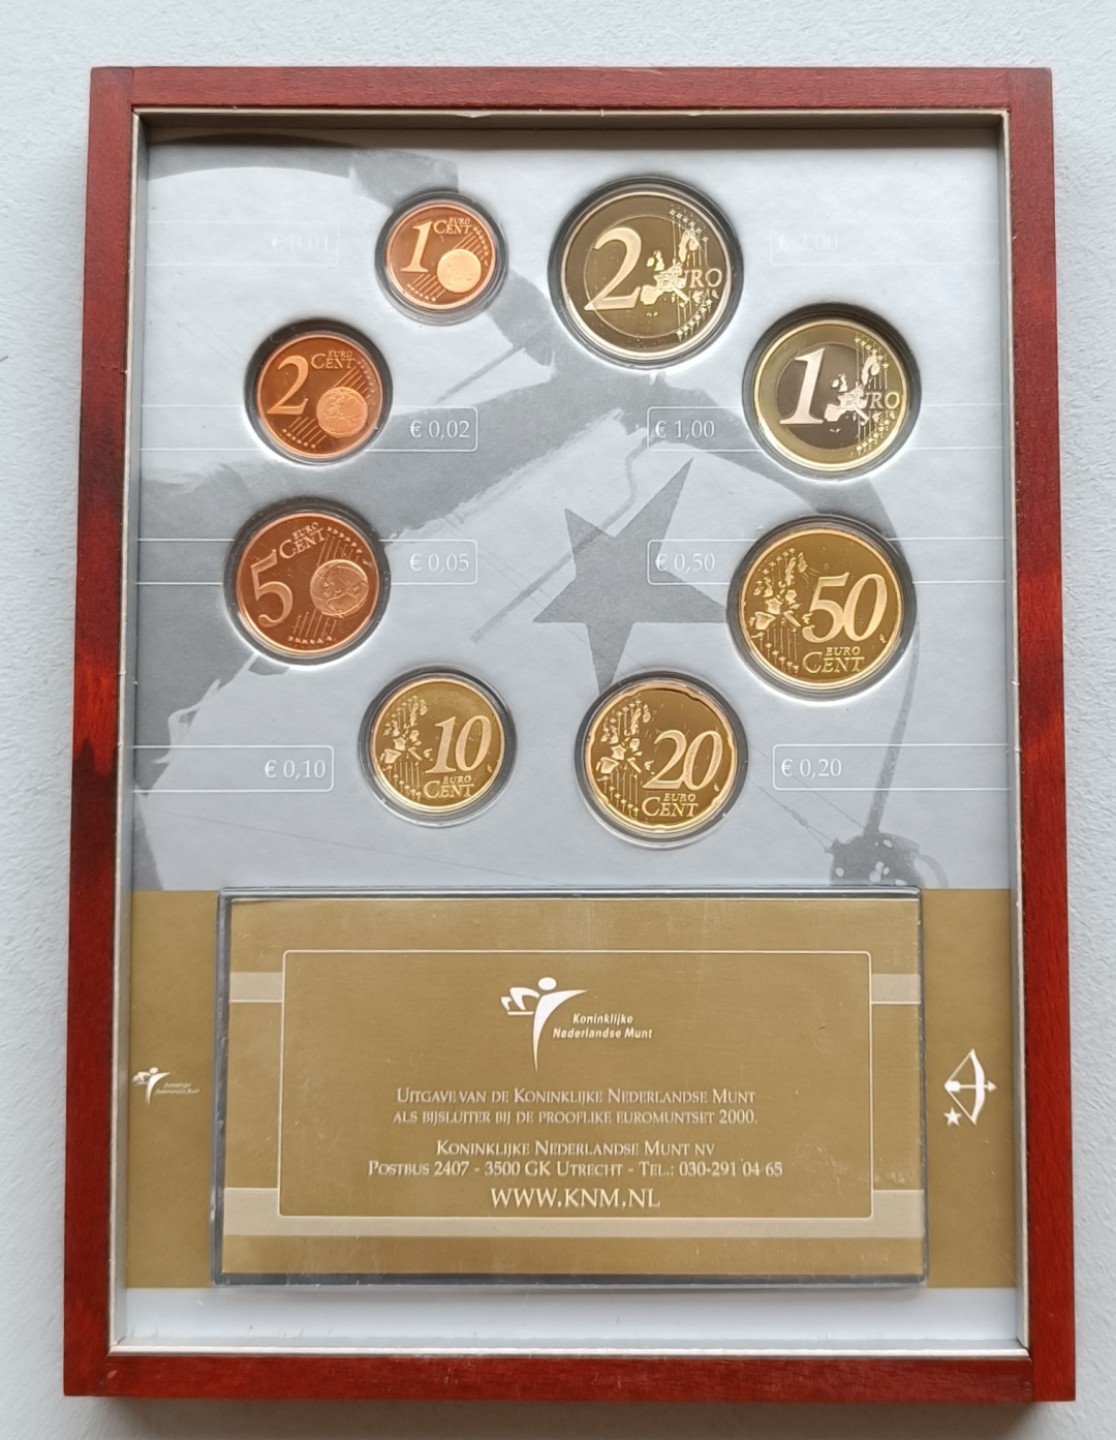 1 EURO
CENT
2 EURO
€ 0,01
€ 2,00
2 EURO
CENT
1 EURO
€ 0,02
€ 1,00
5 EURO
CENT
€ 0,05
€ 0,50
50
EURO
CENT
10
EURO
CENT
20
EURO
CENT
€ 0,10
€ 0,20
Koninklijke
Nederlandse Munt
Koninklijke
Nederlandse Munt
UITGAVE VAN DE KONINKLIJKE NEDERLANDSE MUNT
ALS BIJSLUITER BIJ DE PROOFLIKE EUROMUNTSET 2000.
KONINKLIJKE NEDERLANDSE MUNT NV
POSTBUS 2407 - 3500 GK UTRECHT - TEL.: 030-291 04 65
WWW.KNM.NL